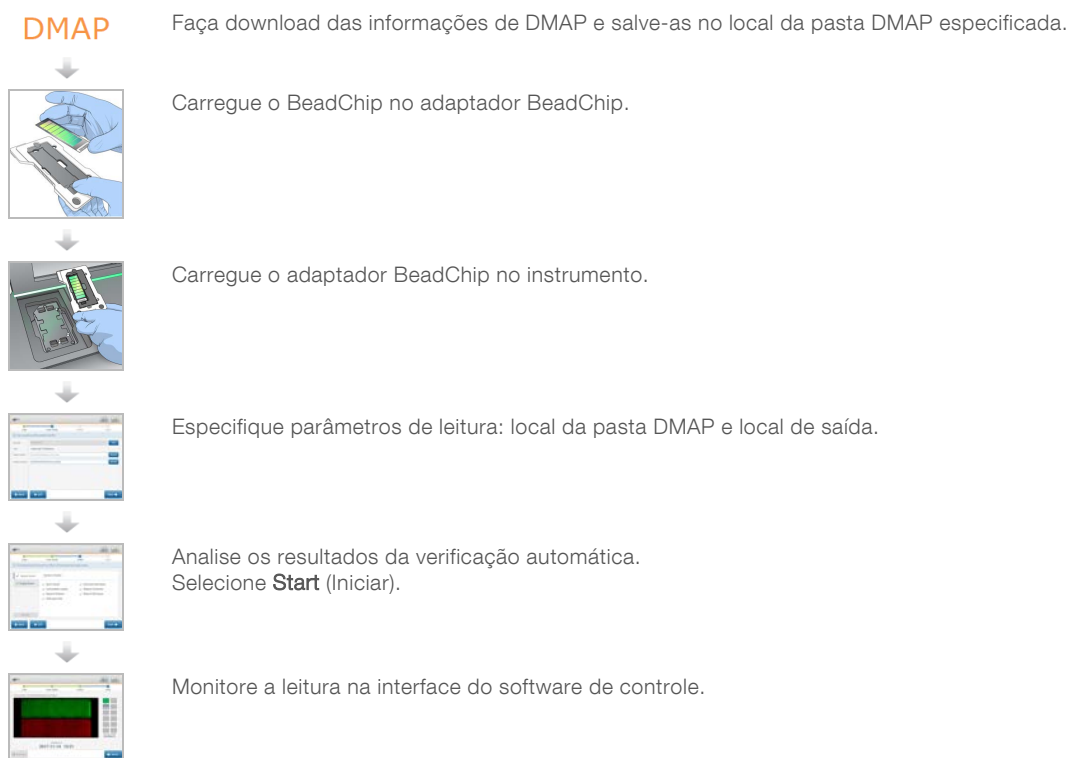 DMAP
Faça download das informações de DMAP e salve-as no local da pasta DMAP especificada.
Carregue o BeadChip no adaptador BeadChip.
Carregue o adaptador BeadChip no instrumento.
Especifique parâmetros de leitura: local da pasta DMAP e local de saída.
Analise os resultados da verificação automática.
Selecione Start (Iniciar).
Monitore a leitura na interface do software de controle.